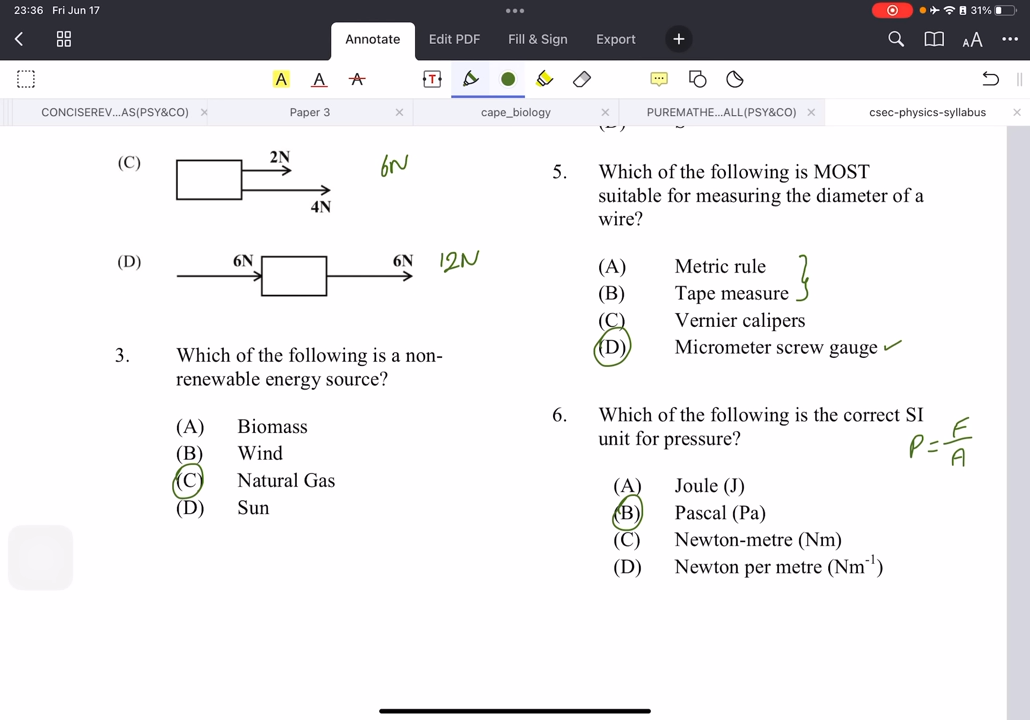 23:36 Fri Jun 17
31%
Annotate
Edit PDF
Fill & Sign
Export
AA
A A A T
CONCISEREV...AS(PSY&CO)
Paper 3
cape_biology
PUREMATHE...ALL(PSY&CO)
csec-physics-syllabus
(C)
2N
4N
6N
(D)
6N
6N
12N
3. Which of the following is a non-
renewable energy source?
(A) Biomass
(B) Wind
(C) Natural Gas
(D) Sun
5. Which of the following is MOST
suitable for measuring the diameter of a
wire?
(A) Metric rule
(B) Tape measure
(C) Vernier calipers
(D) Micrometer screw gauge
6. Which of the following is the correct SI
unit for pressure?
P = F
A
(A) Joule (J)
(B) Pascal (Pa)
(C) Newton-metre (Nm)
(D) Newton per metre (Nm⁻¹)